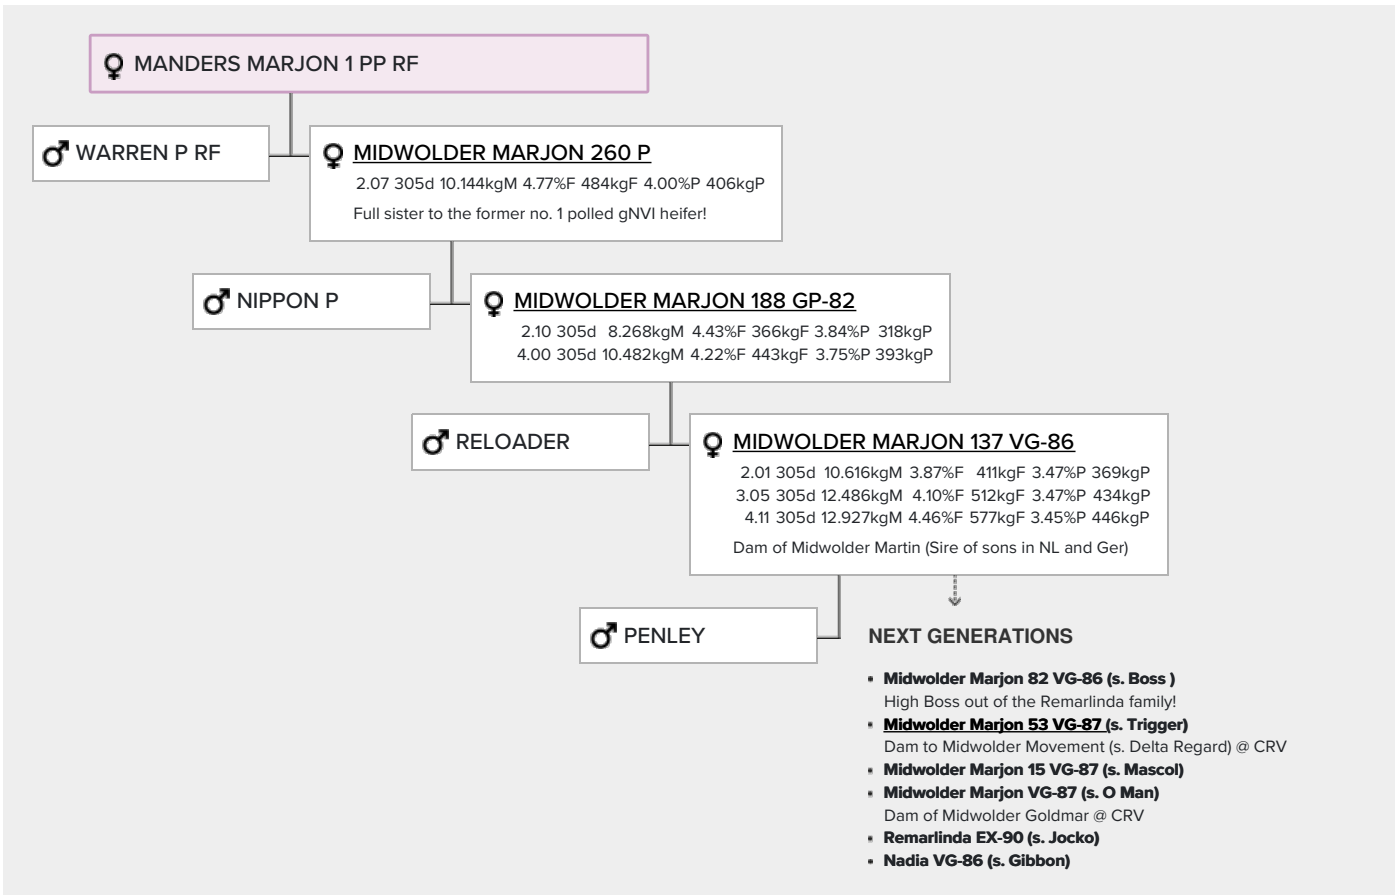 MANDERS MARJON 1 PP RF
WARREN P RF
MIDWOLDER MARJON 260 P
2.07 305d 10.144kgM 4.77%F 484kgF 4.00%P 406kgP
Full sister to the former no. 1 polled gNVI heifer!
NIPPON P
MIDWOLDER MARJON 188 GP-82
2.10 305d 8.268kgM 4.43%F 366kgF 3.84%P 318kgP
4.00 305d 10.482kgM 4.22%F 443kgF 3.75%P 393kgP
RELOADER
MIDWOLDER MARJON 137 VG-86
2.01 305d 10.616kgM 3.87%F 411kgF 3.47%P 369kgP
3.05 305d 12.486kgM 4.10%F 512kgF 3.47%P 434kgP
4.11 305d 12.927kgM 4.46%F 577kgF 3.45%P 446kgP
Dam of Midwolder Martin (Sire of sons in NL and Ger)
PENLEY
NEXT GENERATIONS
Midwolder Marjon 82 VG-86 (s. Boss )
High Boss out of the Remarlinda family!
Midwolder Marjon 53 VG-87 (s. Trigger)
Dam to Midwolder Movement (s. Delta Regard) @ CRV
Midwolder Marjon 15 VG-87 (s. Mascol)
Midwolder Marjon VG-87 (s. O Man)
Dam of Midwolder Goldmar @ CRV
Remarlinda EX-90 (s. Jocko)
Nadia VG-86 (s. Gibbon)